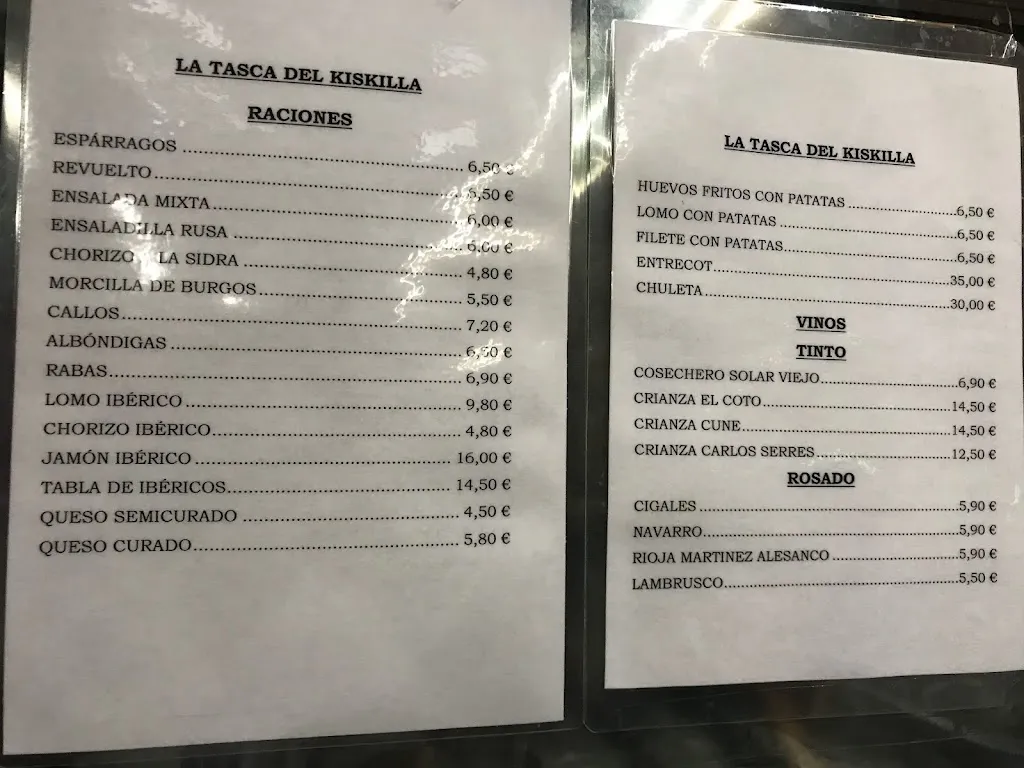 LA TASCA DEL KISKILLA
RACIONES
ESPÁRRAGOS ........ 6,50 €
REVUELTO ........ 6,50 €
ENSALADA MIXTA ........ 6,00 €
ENSALADILLA RUSA ........ 6,00 €
CHORIZO LA SIDRA ........ 4,80 €
MORCILLA DE BURGOS ........ 5,50 €
CALLOS ........ 7,20 €
ALBÓNDIGAS ........ €
RABAS ........ 6,90 €
LOMO IBÉRICO ........ 9,80 €
CHORIZO IBÉRICO ........ 4,80 €
JAMÓN IBÉRICO ........ 16,00 €
TABLA DE IBÉRICOS ........ 14,50 €
QUESO SEMICURADO ........ 4,50 €
QUESO CURADO ........ 5,80 €
LA TASCA DEL KISKILLA
HUEVOS FRITOS CON PATATAS ........ 6,50 €
LOMO CON PATATAS ........ 6,50 €
FILETE CON PATATAS ........ 6,50 €
ENTRECOT ........ 35,00 €
CHULETA ........ 30,00 €
VINOS
TINTO
COSECHERO SOLAR VIEJO ........ 6,90 €
CRIANZA EL COTO ........ 14,50 €
CRIANZA CUNE ........ 14,50 €
CRIANZA CARLOS SERRES ........ 12,50 €
ROSADO
CIGALES ........ 5,90 €
NAVARRO ........ 5,90 €
RIOJA MARTINEZ ALESANCO ........ 5,90 €
LAMBRUSCO ........ 5,50 €